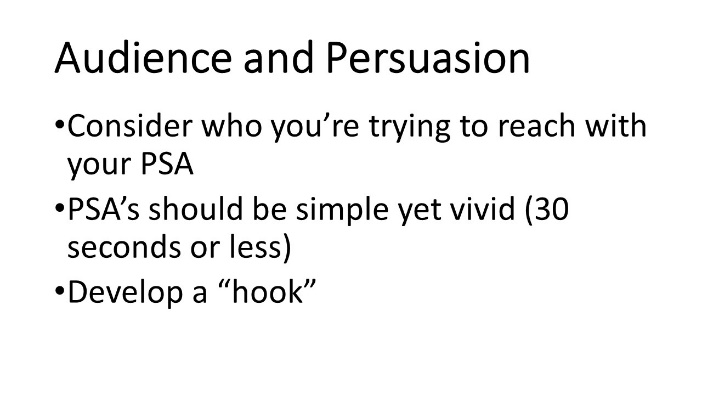 Audience and Persuasion
•Consider who you’re trying to reach with
your PSA
•PSA’s should be simple yet vivid (30
seconds or less)
•Develop a “hook”